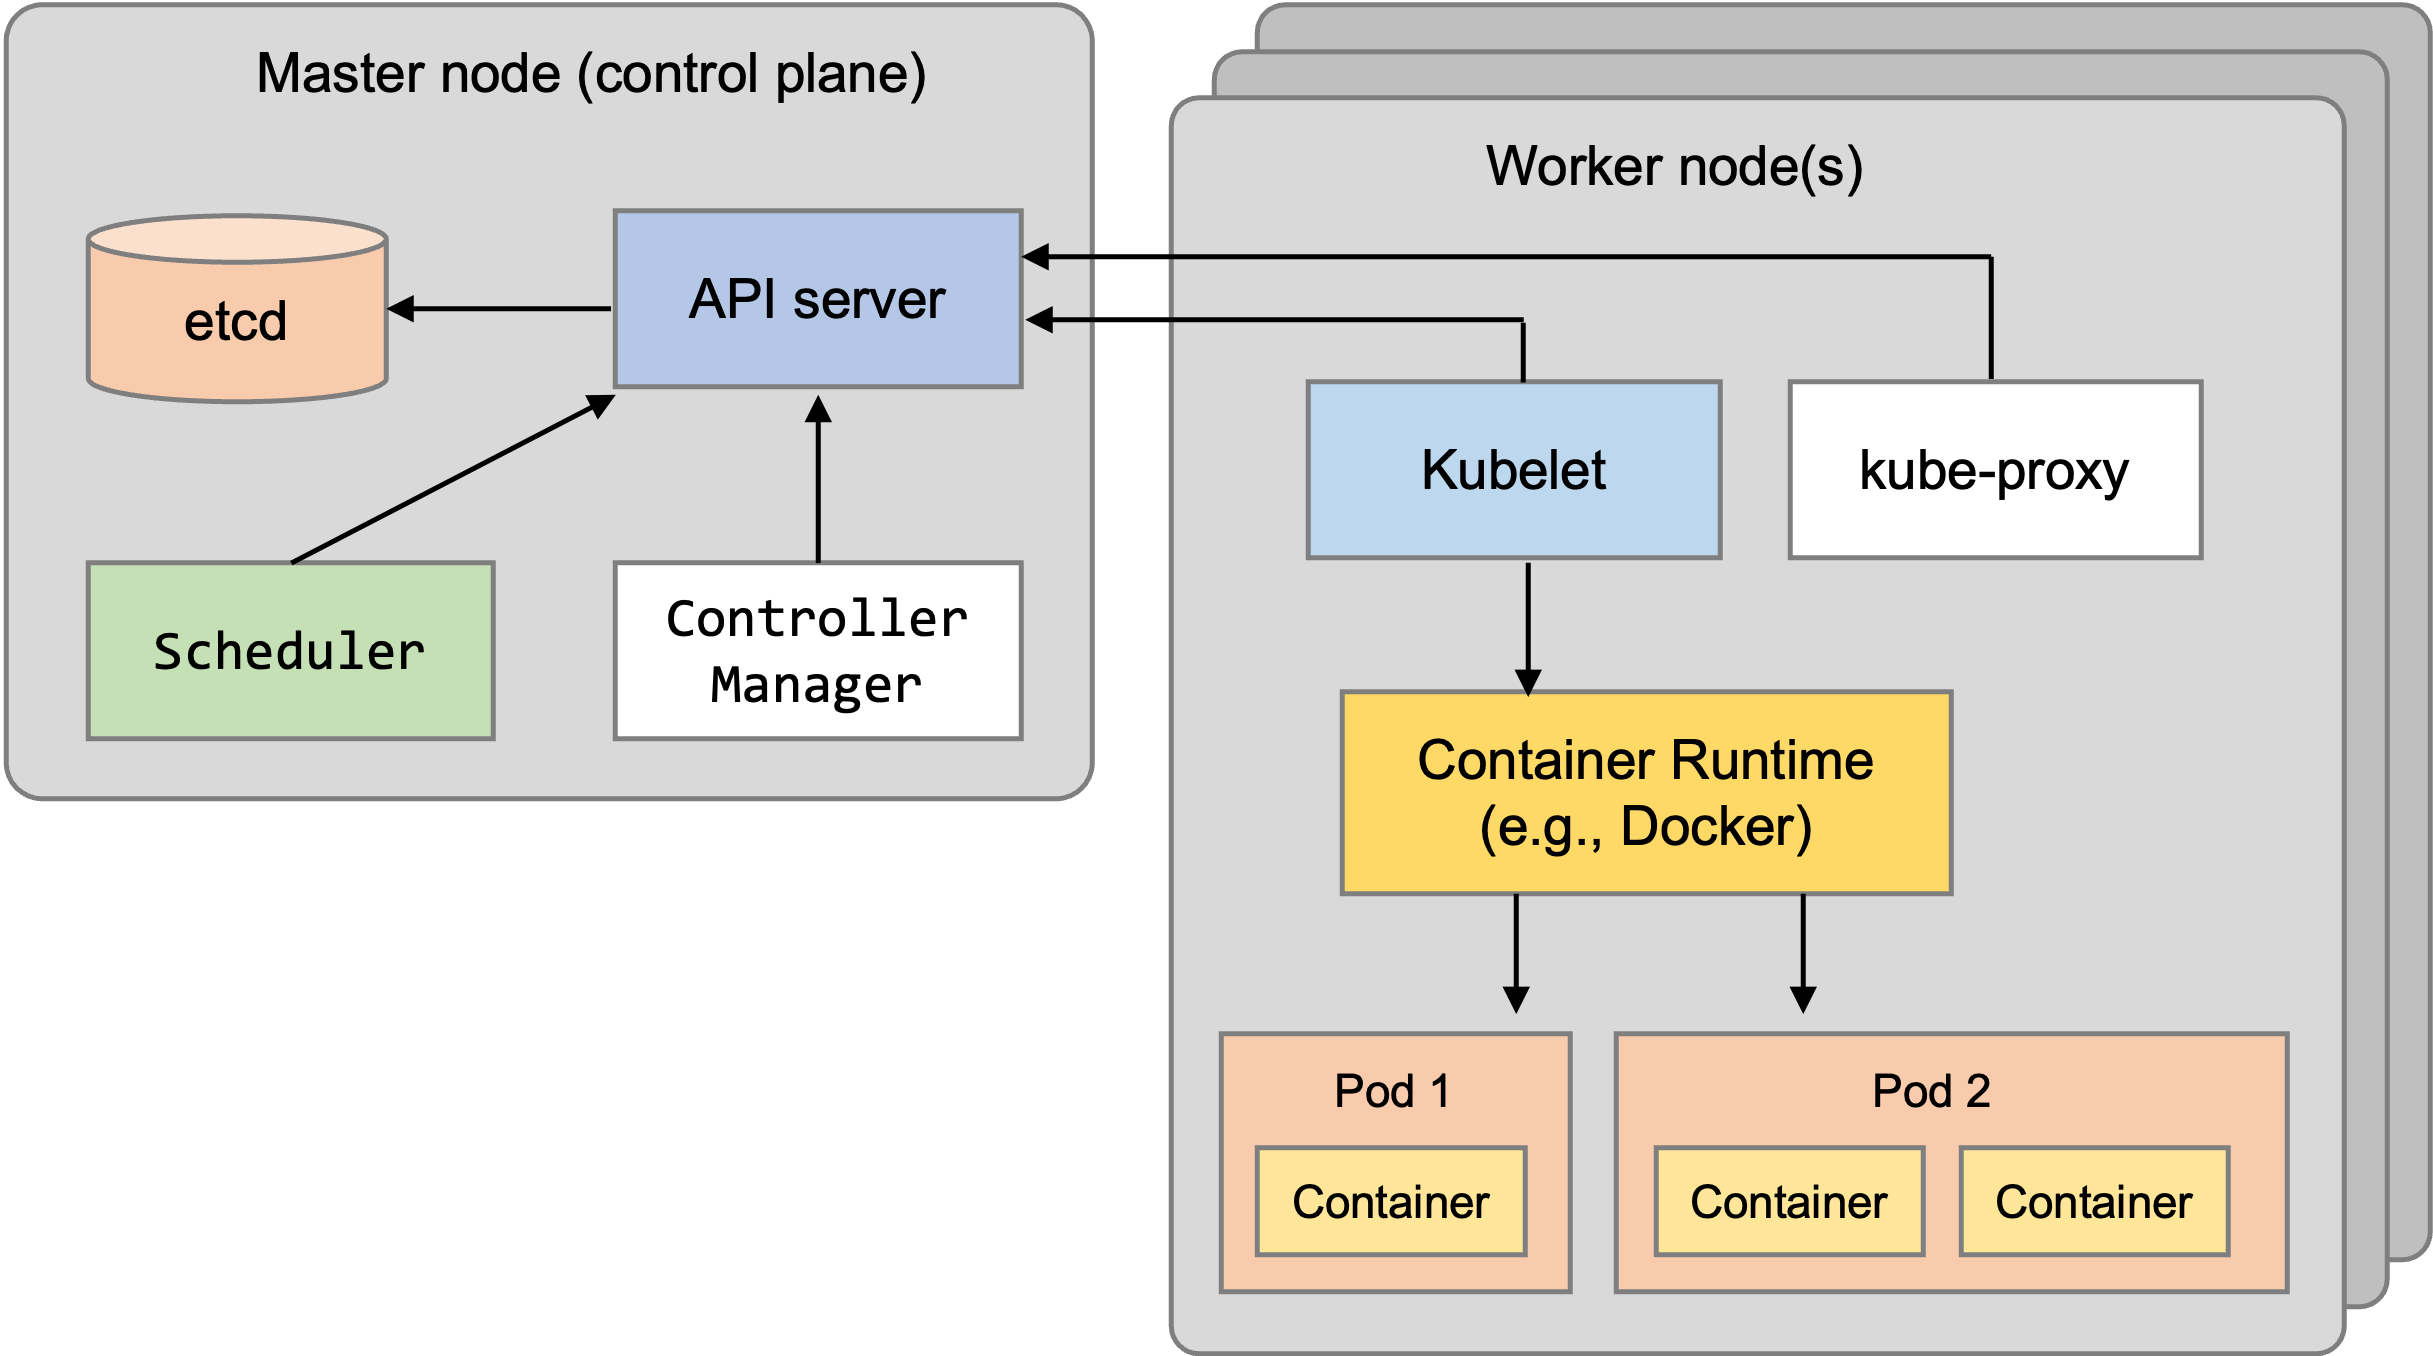 Master node (control plane)
etcd
API server
Scheduler
Controller
Manager
Worker node(s)
Kubelet
kube-proxy
Container Runtime
(e.g., Docker)
Pod 1
Container
Pod 2
Container
Container